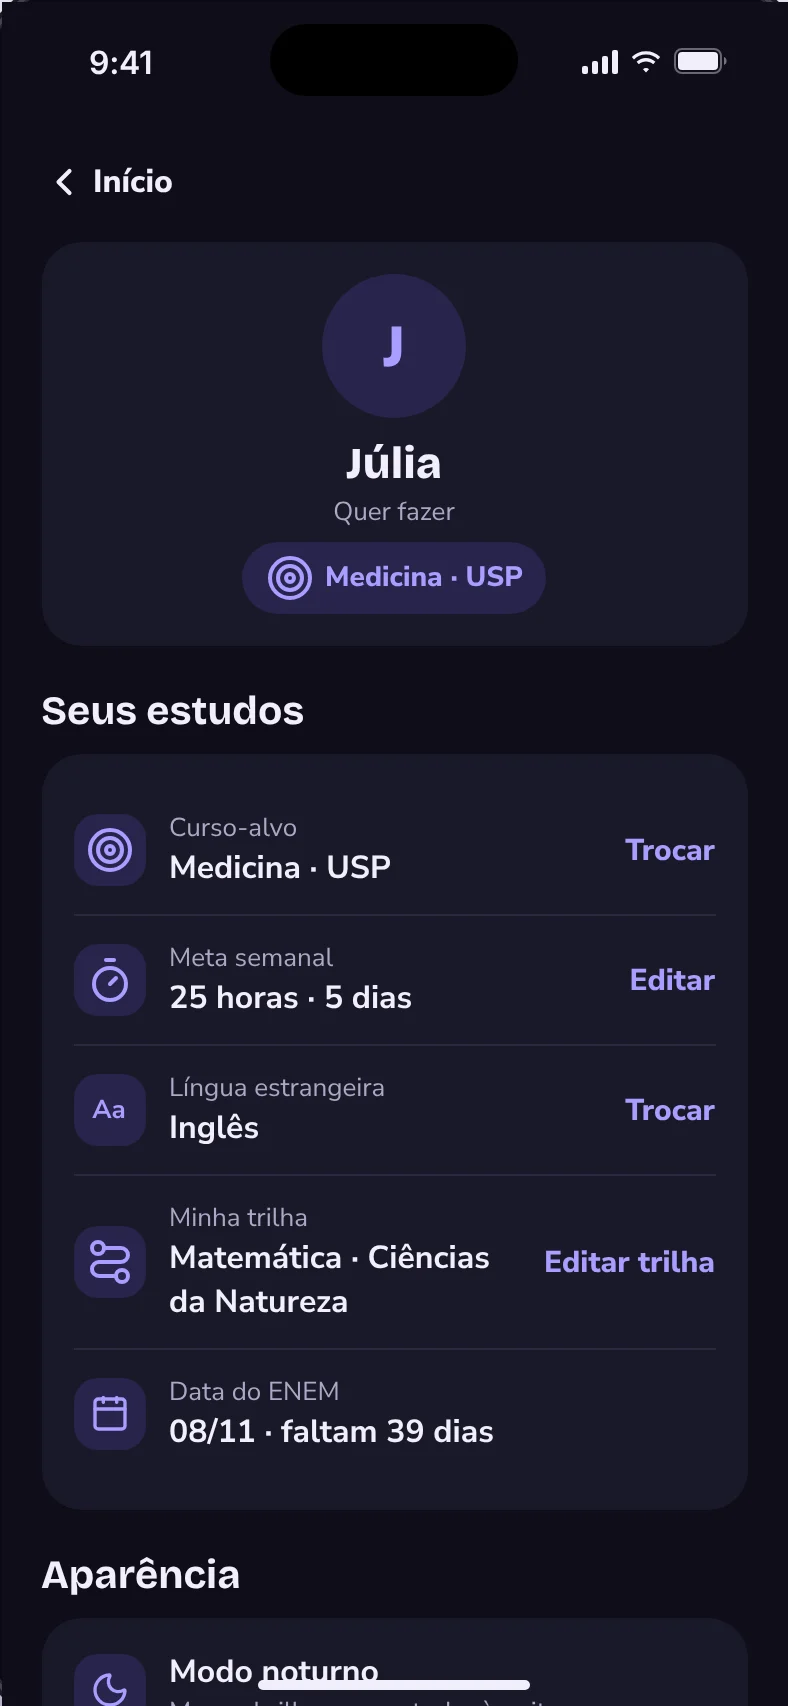 9:41
Início
J
Júlia
Quer fazer
Medicina · USP
Seus estudos
Curso-alvo
Medicina · USP
Trocar
Meta semanal
25 horas · 5 dias
Editar
Aa
Língua estrangeira
Inglês
Trocar
Minha trilha
Matemática · Ciências
da Natureza
Editar trilha
Data do ENEM
08/11 · faltam 39 dias
Aparência
Modo noturno